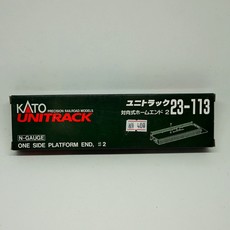 KATO
PRECISION RAILROAD MODELS
UNITRACK
N-GAUGE
ONE SIDE PLATFORM END, #2
ユニトラック
対向式ホームエンド 2
23-113